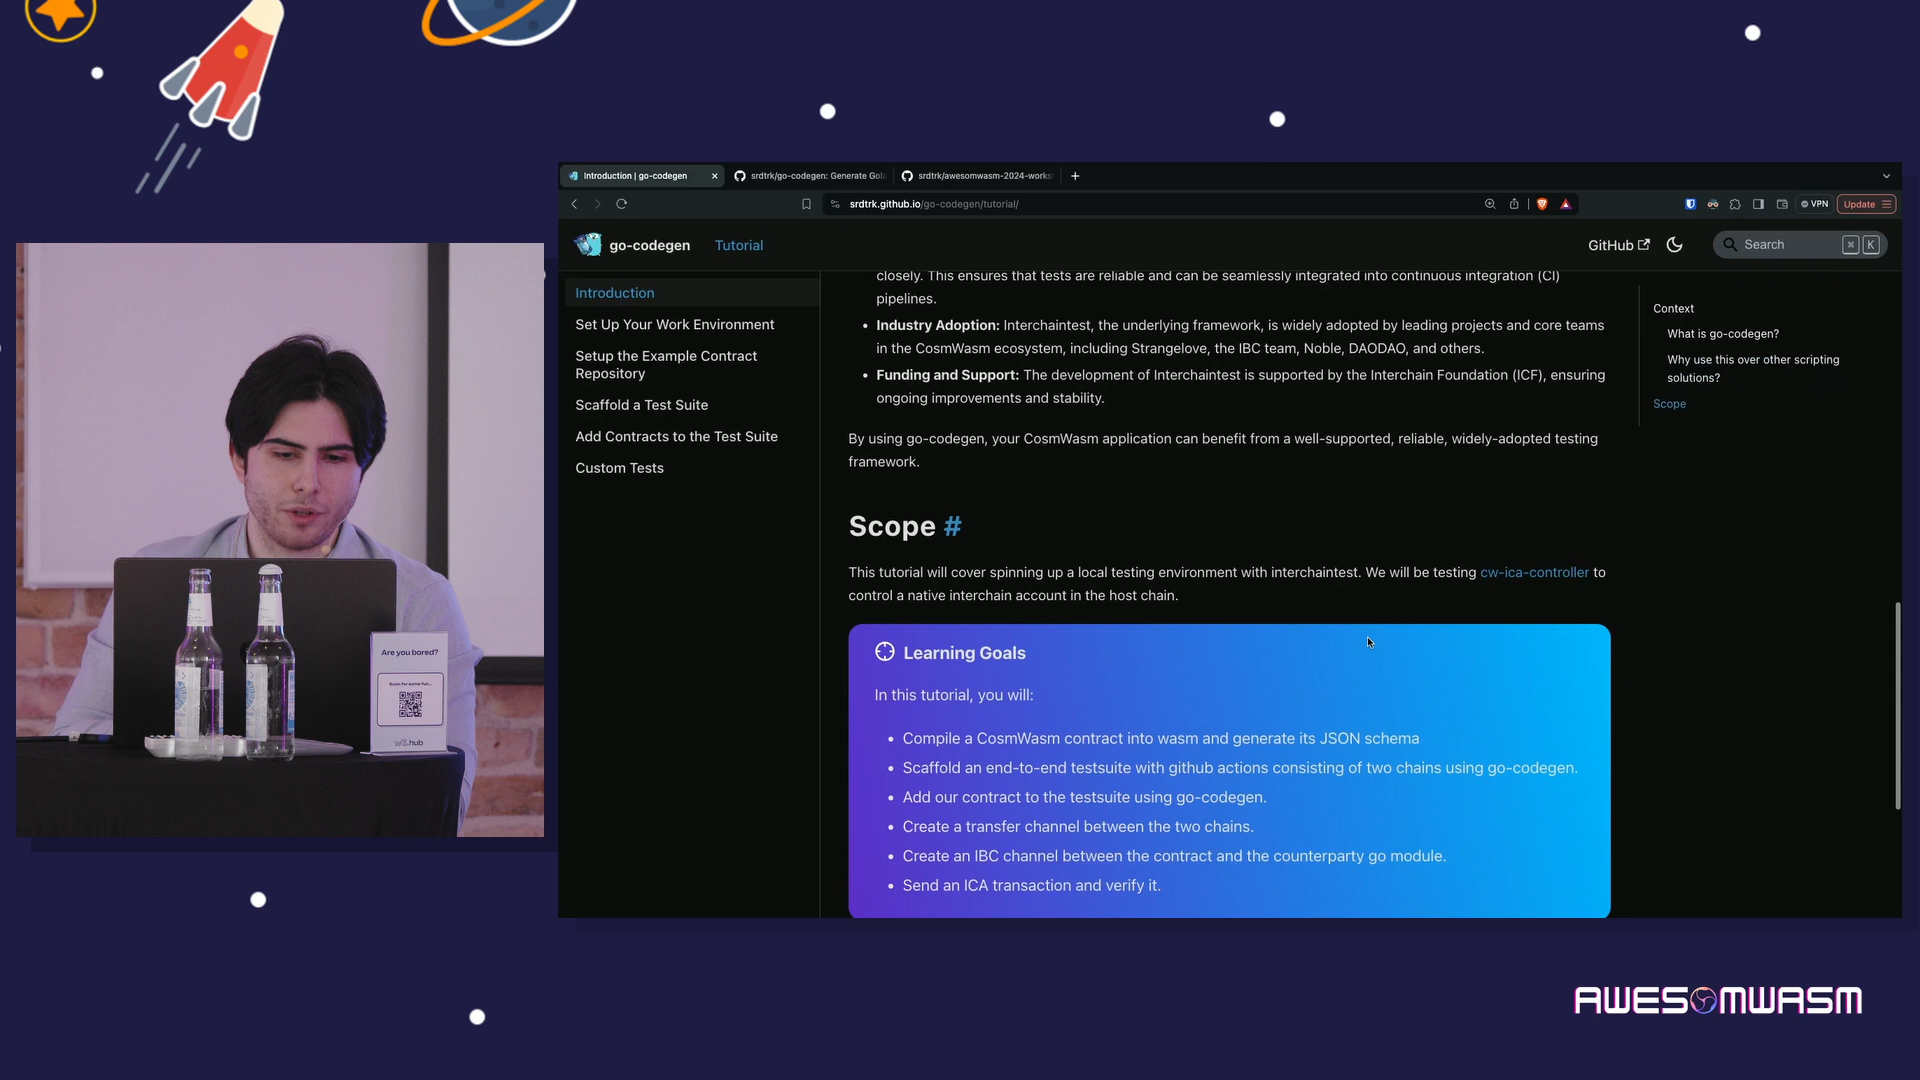 Introduction | go-codegen
srdtrk/go-codegen: Generate Gola
srdtrk/awesomwasm-2024-works
srdtrk.github.io/go-codegen/tutorial/
VPN
Update
go-codegen
Tutorial
GitHub
Search
⌘ K
Introduction
Set Up Your Work Environment
Setup the Example Contract
Repository
Scaffold a Test Suite
Add Contracts to the Test Suite
Custom Tests
closely. This ensures that tests are reliable and can be seamlessly integrated into continuous integration (CI)
pipelines.
• Industry Adoption: Interchaintest, the underlying framework, is widely adopted by leading projects and core teams
in the CosmWasm ecosystem, including Strangelove, the IBC team, Noble, DAODAO, and others.
• Funding and Support: The development of Interchaintest is supported by the Interchain Foundation (ICF), ensuring
ongoing improvements and stability.
By using go-codegen, your CosmWasm application can benefit from a well-supported, reliable, widely-adopted testing
framework.
Scope #
This tutorial will cover spinning up a local testing environment with interchaintest. We will be testing cw-ica-controller to
control a native interchain account in the host chain.
Learning Goals
In this tutorial, you will:
• Compile a CosmWasm contract into wasm and generate its JSON schema
• Scaffold an end-to-end testsuite with github actions consisting of two chains using go-codegen.
• Add our contract to the testsuite using go-codegen.
• Create a transfer channel between the two chains.
• Create an IBC channel between the contract and the counterparty go module.
• Send an ICA transaction and verify it.
Context
What is go-codegen?
Why use this over other scripting
solutions?
Scope
Are you bored?
Scan for some fun...
w3.hub
AWESOMWASM